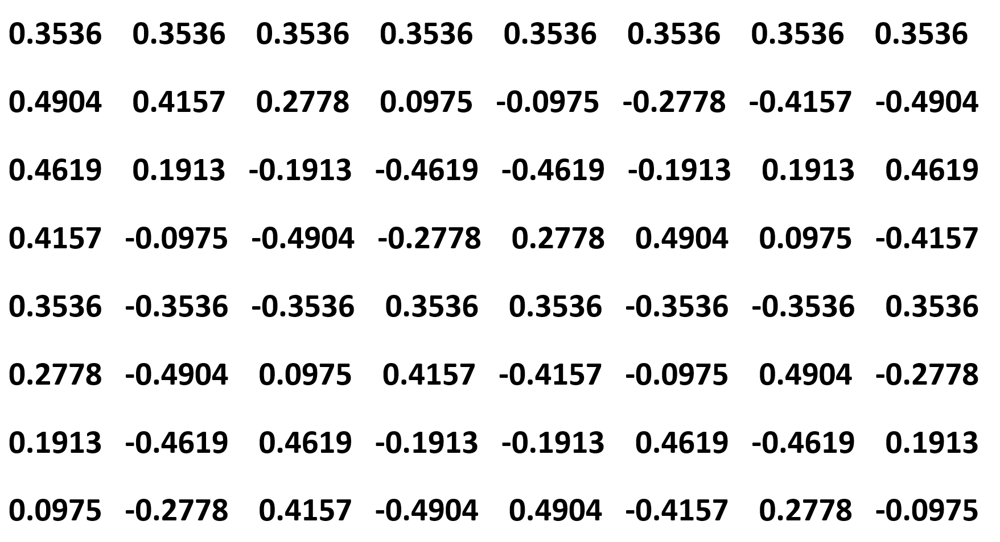 0.3536 0.3536 0.3536 0.3536 0.3536 0.3536 0.3536 0.3536
0.4904 0.4157 0.2778 0.0975 -0.0975 -0.2778 -0.4157 -0.4904
0.4619 0.1913 -0.1913 -0.4619 -0.4619 -0.1913 0.1913 0.4619
0.4157 -0.0975 -0.4904 -0.2778 0.2778 0.4904 0.0975 -0.4157
0.3536 -0.3536 -0.3536 0.3536 0.3536 -0.3536 -0.3536 0.3536
0.2778 -0.4904 0.0975 0.4157 -0.4157 -0.0975 0.4904 -0.2778
0.1913 -0.4619 0.4619 -0.1913 -0.1913 0.4619 -0.4619 0.1913
0.0975 -0.2778 0.4157 -0.4904 0.4904 -0.4157 0.2778 -0.0975